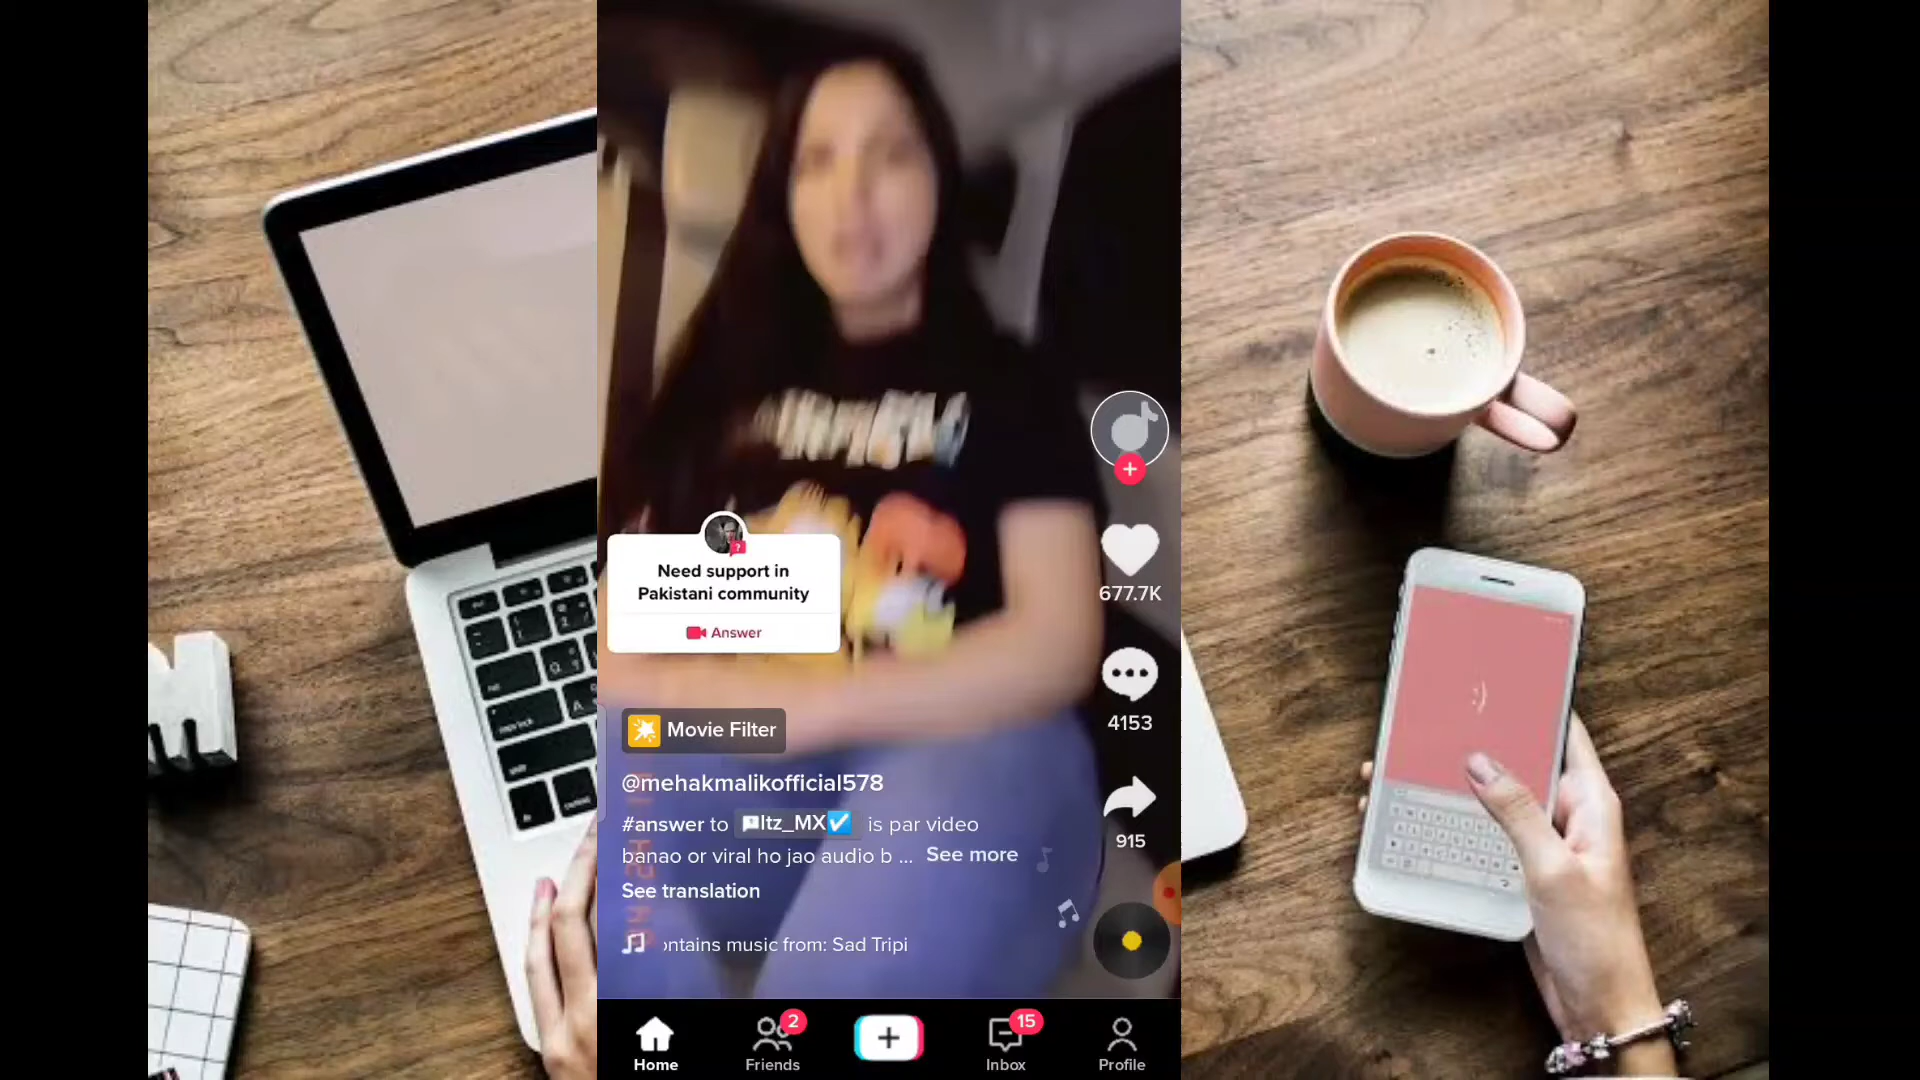 Need support in
Pakistani community
Answer
677.7K
4153
Movie Filter
@mehakmalikofficial578
#answer to Itz_MX☑ is par video
banao or viral ho jao audio b ... See more
915
See translation
ontains music from: Sad Tripi
2
15
Home
Friends
Inbox
Profile
:)